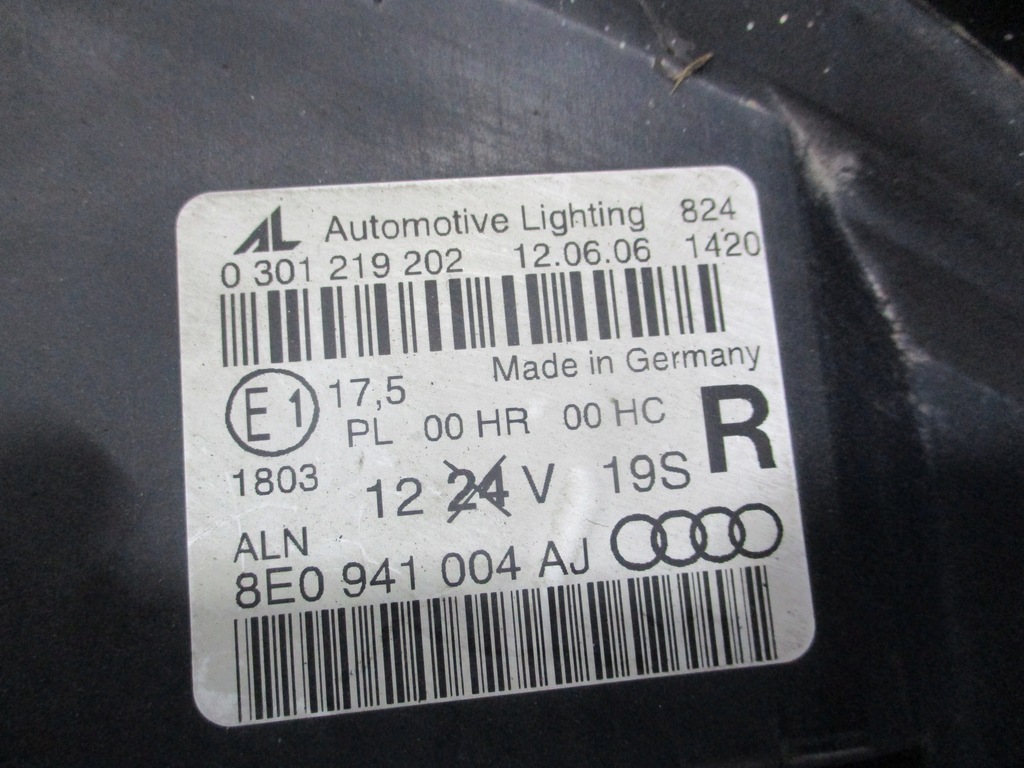 AL Automotive Lighting 824
0 301 219 202 12.06.06 1420
Made in Germany
E1 17,5
PL 00 HR 00 HC R
1803 12 24 V 19S
ALN
8E0 941 004 AJ